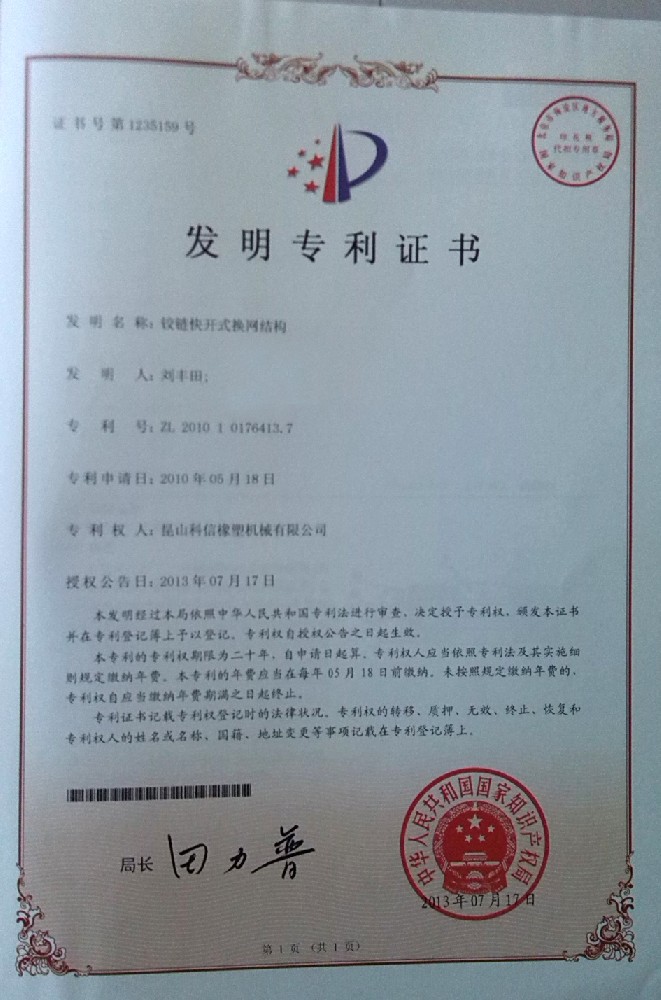 证书号第1235159号
印花税
代扣专用章
国家知识产权局
发明专利证书
发明名称:铰链快开式换网结构
发明人:刘丰田;
专利号:ZL 2010 1 0176413.7
专利申请日:2010年05月18日
专利权人:昆山科信橡塑机械有限公司
授权公告日:2013年07月17日
本发明经过本局依照中华人民共和国专利法进行审查,决定授予专利权,颁发本证书
并在专利登记簿上予以登记。专利权自授权公告之日起生效。
本专利的专利权期限为二十年,自申请日起算。专利权人应当依照专利法及其实施细
则规定缴纳年费。本专利的年费应当在每年05月18日前缴纳。未按照规定缴纳年费的,
专利权自应当缴纳年费期满之日起终止。
专利证书记载专利权登记时的法律状况。专利权的转移、质押、无效、终止、恢复和
专利权人的姓名或名称、国籍、地址变更等事项记载在专利登记簿上。
局长 田力普
中华人民共和国国家知识产权局
2013年07月17日
第1页(共1页)